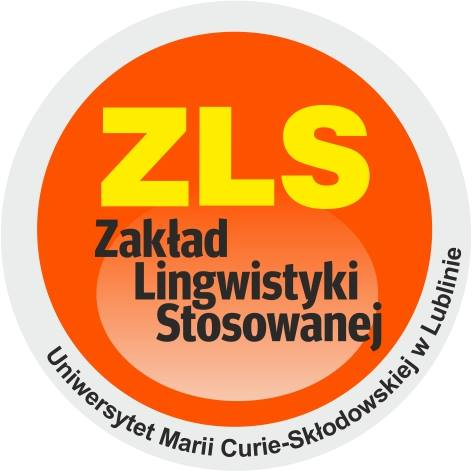 ZLS
Zakład
Lingwistyki
Stosowanej
Uniwersytet Marii Curie-Skłodowskiej w Lublinie